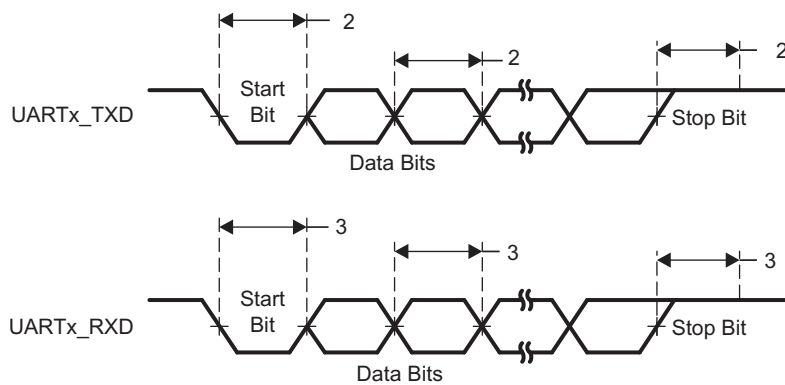 2
2
2
UARTx_TXD
Start
Bit
Stop Bit
Data Bits
3
3
3
UARTx_RXD
Start
Bit
Stop Bit
Data Bits